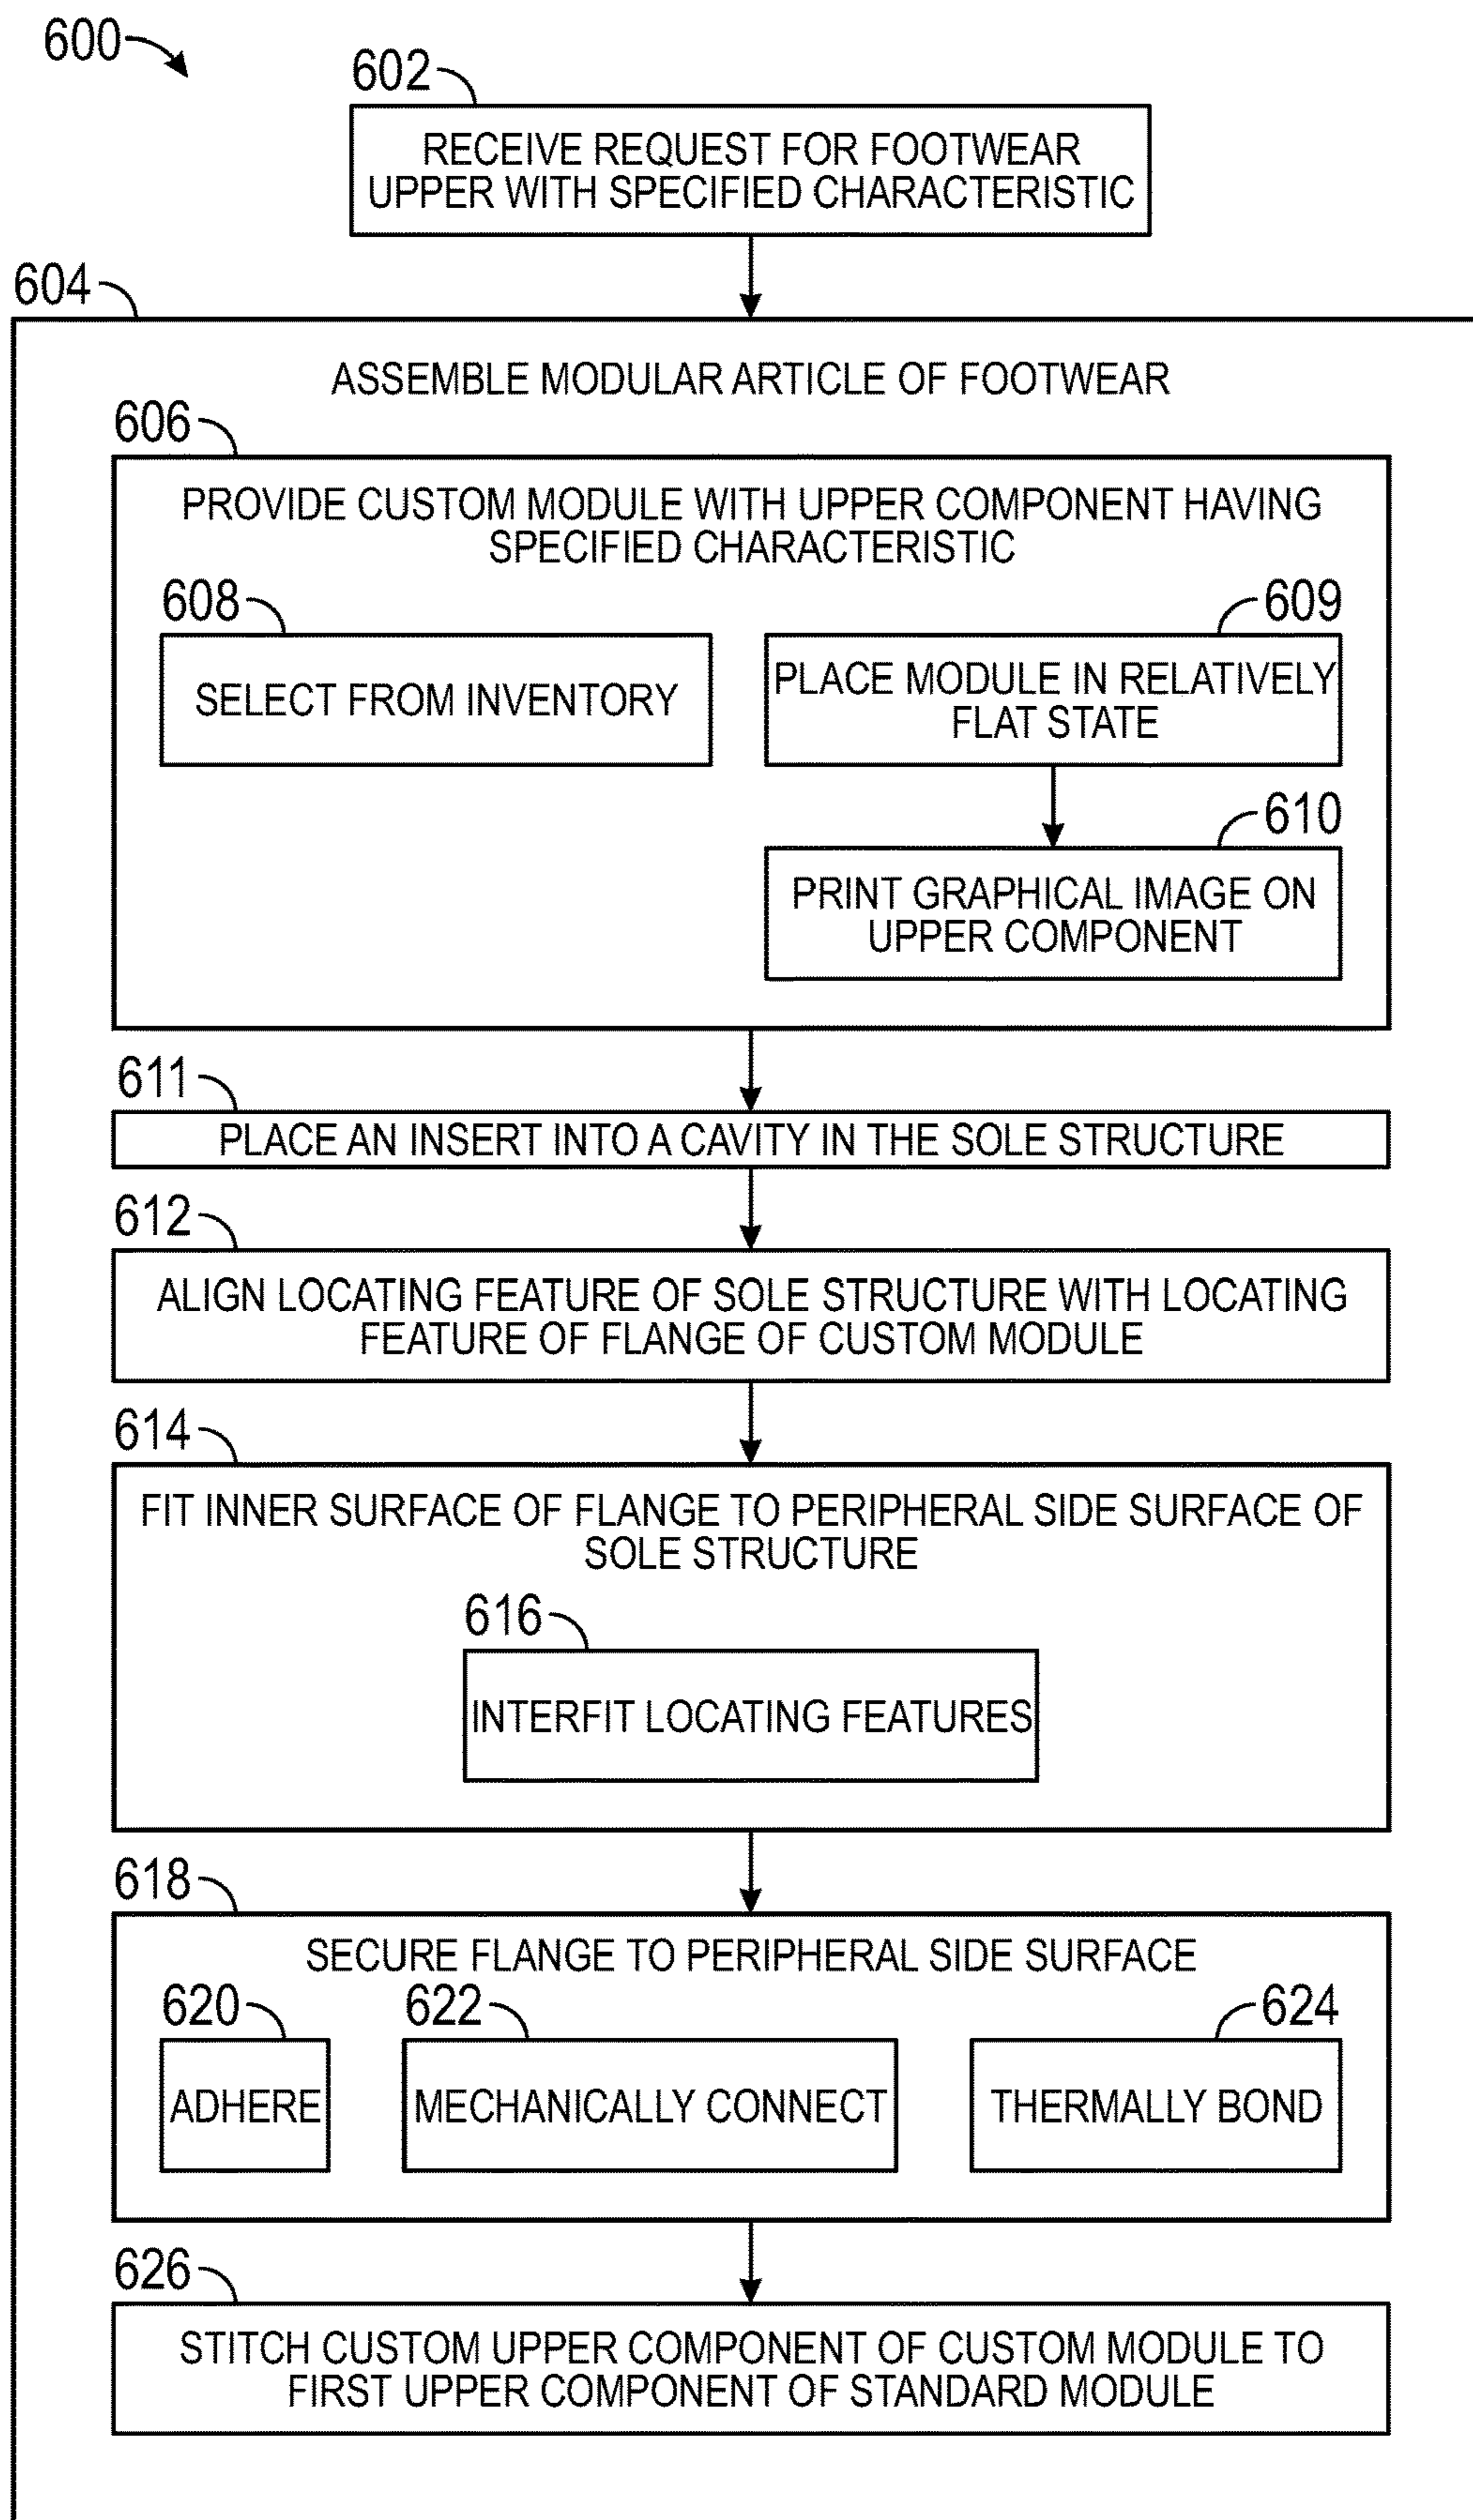 600
602
RECEIVE REQUEST FOR FOOTWEAR
UPPER WITH SPECIFIED CHARACTERISTIC
604
ASSEMBLE MODULAR ARTICLE OF FOOTWEAR
606
PROVIDE CUSTOM MODULE WITH UPPER COMPONENT HAVING
SPECIFIED CHARACTERISTIC
608
SELECT FROM INVENTORY
609
PLACE MODULE IN RELATIVELY
FLAT STATE
610
PRINT GRAPHICAL IMAGE ON
UPPER COMPONENT
611
PLACE AN INSERT INTO A CAVITY IN THE SOLE STRUCTURE
612
ALIGN LOCATING FEATURE OF SOLE STRUCTURE WITH LOCATING
FEATURE OF FLANGE OF CUSTOM MODULE
614
FIT INNER SURFACE OF FLANGE TO PERIPHERAL SIDE SURFACE OF
SOLE STRUCTURE
616
INTERFIT LOCATING FEATURES
618
SECURE FLANGE TO PERIPHERAL SIDE SURFACE
620
ADHERE
622
MECHANICALLY CONNECT
624
THERMALLY BOND
626
STITCH CUSTOM UPPER COMPONENT OF CUSTOM MODULE TO
FIRST UPPER COMPONENT OF STANDARD MODULE